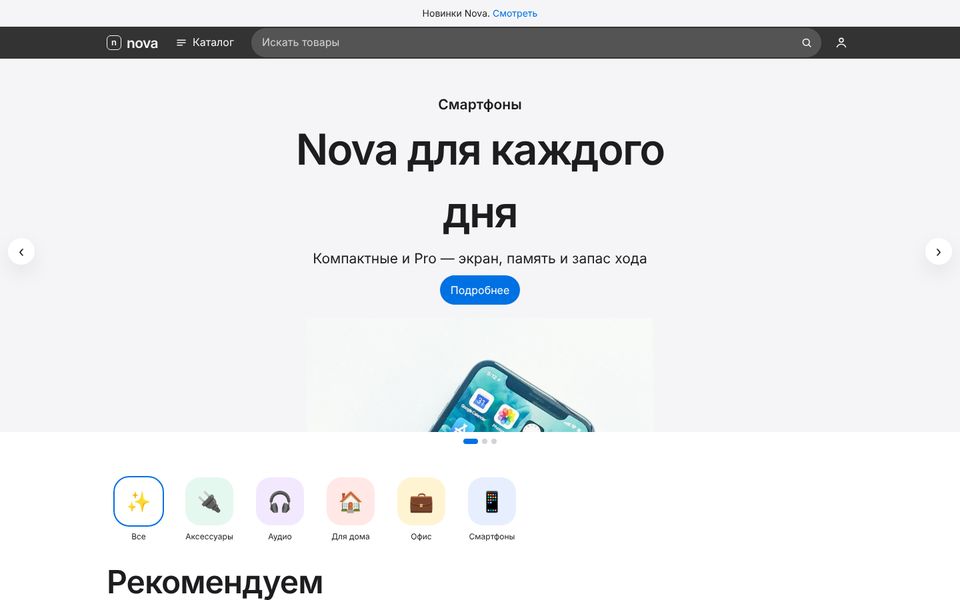 Новинки Nova. Смотреть
n nova
Каталог
Искать товары
Смартфоны
Nova для каждого
дня
Компактные и Pro — экран, память и запас хода
Подробнее
Все
Аксессуары
Аудио
Для дома
Офис
Смартфоны
Рекомендуем